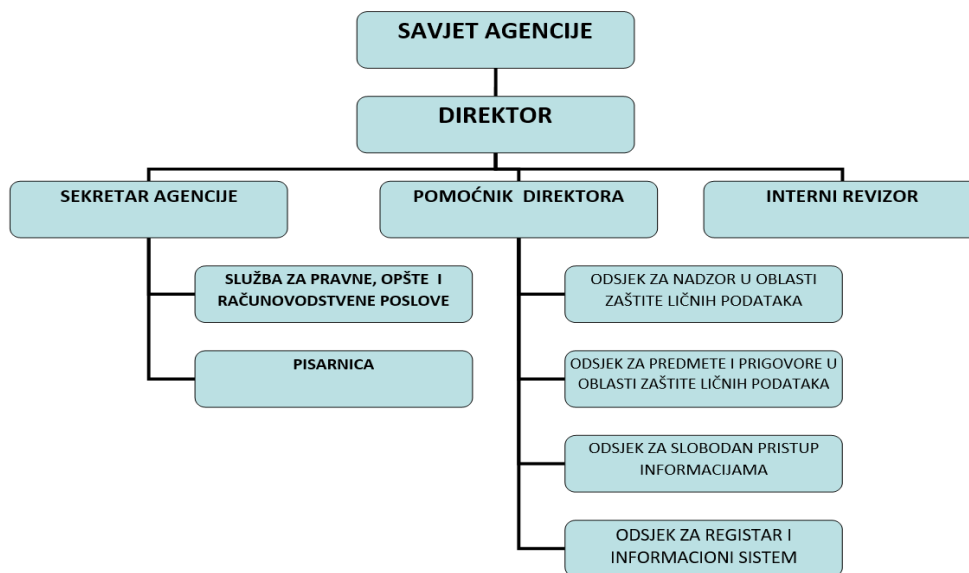 SAVJET AGENCIJE
DIREKTOR
SEKRETAR AGENCIJE
POMOĆNIK DIREKTORA
INTERNI REVIZOR
SLUŽBA ZA PRAVNE, OPŠTE I
RAČUNOVODSTVENE POSLOVE
PISARNICA
ODSJEK ZA NADZOR U OBLASTI
ZAŠTITE LIČNIH PODATAKA
ODSJEK ZA PREDMETE I PRIGOVORE U
OBLASTI ZAŠTITE LIČNIH PODATAKA
ODSJEK ZA SLOBODAN PRISTUP
INFORMACIJAMA
ODSJEK ZA REGISTAR I
INFORMACIONI SISTEM